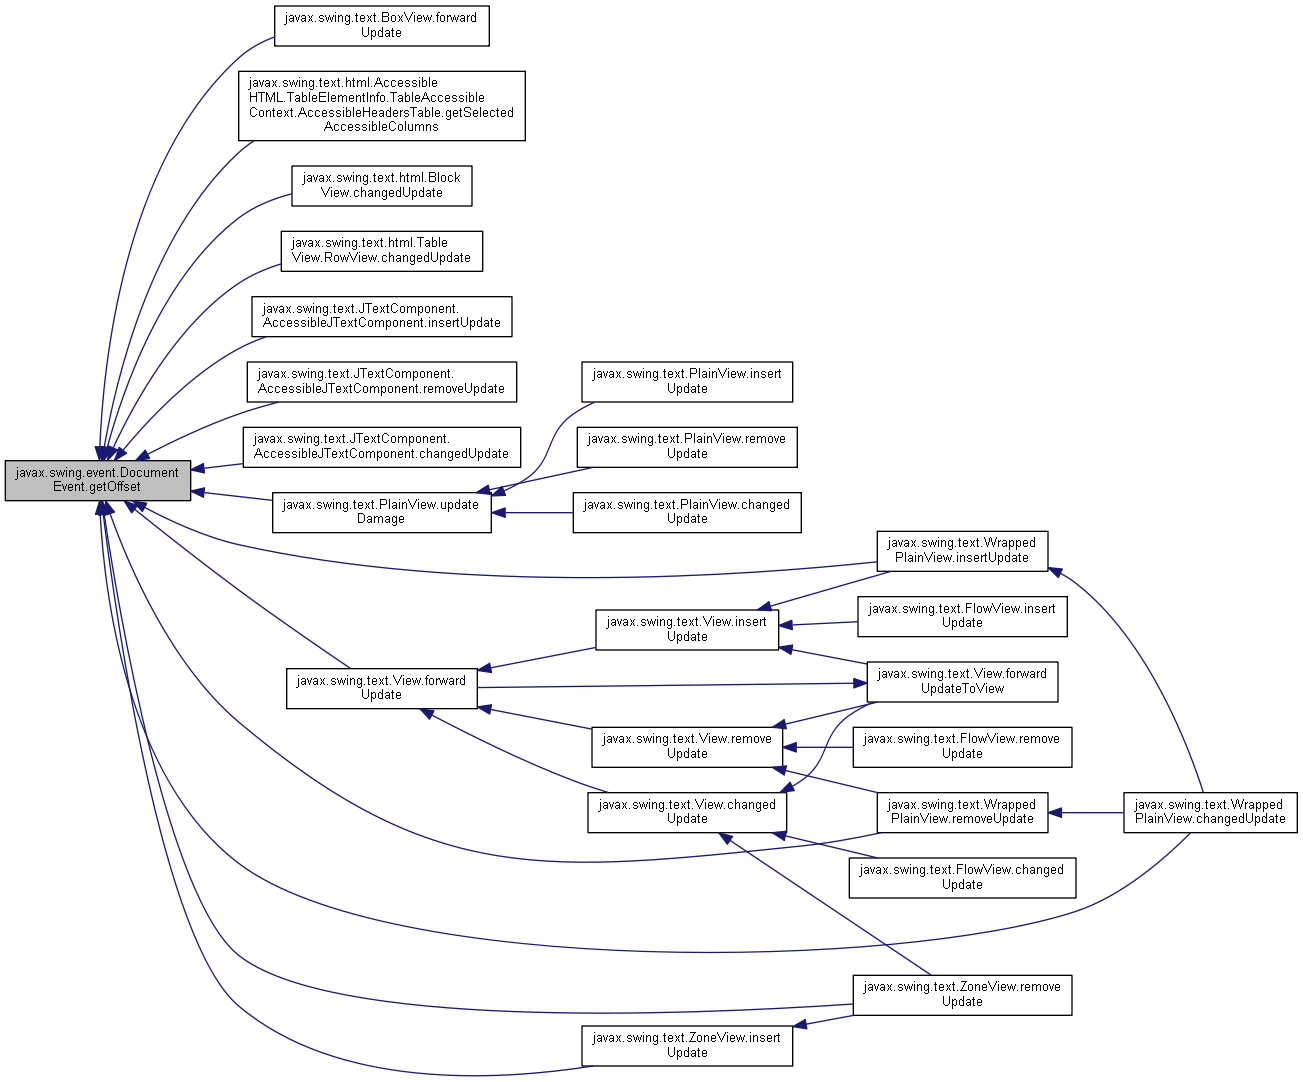 javax.swing.text.BoxView.forward
Update
javax.swing.text.html.Accessible
HTML.TableElementInfo.TableAccessible
Context.AccessibleHeadersTable.getSelected
AccessibleColumns
javax.swing.text.html.Block
View.changedUpdate
javax.swing.text.html.Table
View.RowView.changedUpdate
javax.swing.text.JTextComponent.
AccessibleJTextComponent.insertUpdate
javax.swing.text.JTextComponent.
AccessibleJTextComponent.removeUpdate
javax.swing.text.JTextComponent.
AccessibleJTextComponent.changedUpdate
javax.swing.event.Document
Event.getOffset
javax.swing.text.PlainView.update
Damage
javax.swing.text.PlainView.insert
Update
javax.swing.text.PlainView.remove
Update
javax.swing.text.PlainView.changed
Update
javax.swing.text.Wrapped
PlainView.insertUpdate
javax.swing.text.View.insert
Update
javax.swing.text.FlowView.insert
Update
javax.swing.text.View.forward
Update
javax.swing.text.View.forward
UpdateToView
javax.swing.text.View.remove
Update
javax.swing.text.FlowView.remove
Update
javax.swing.text.View.changed
Update
javax.swing.text.Wrapped
PlainView.removeUpdate
javax.swing.text.Wrapped
PlainView.changedUpdate
javax.swing.text.FlowView.changed
Update
javax.swing.text.ZoneView.remove
Update
javax.swing.text.ZoneView.insert
Update